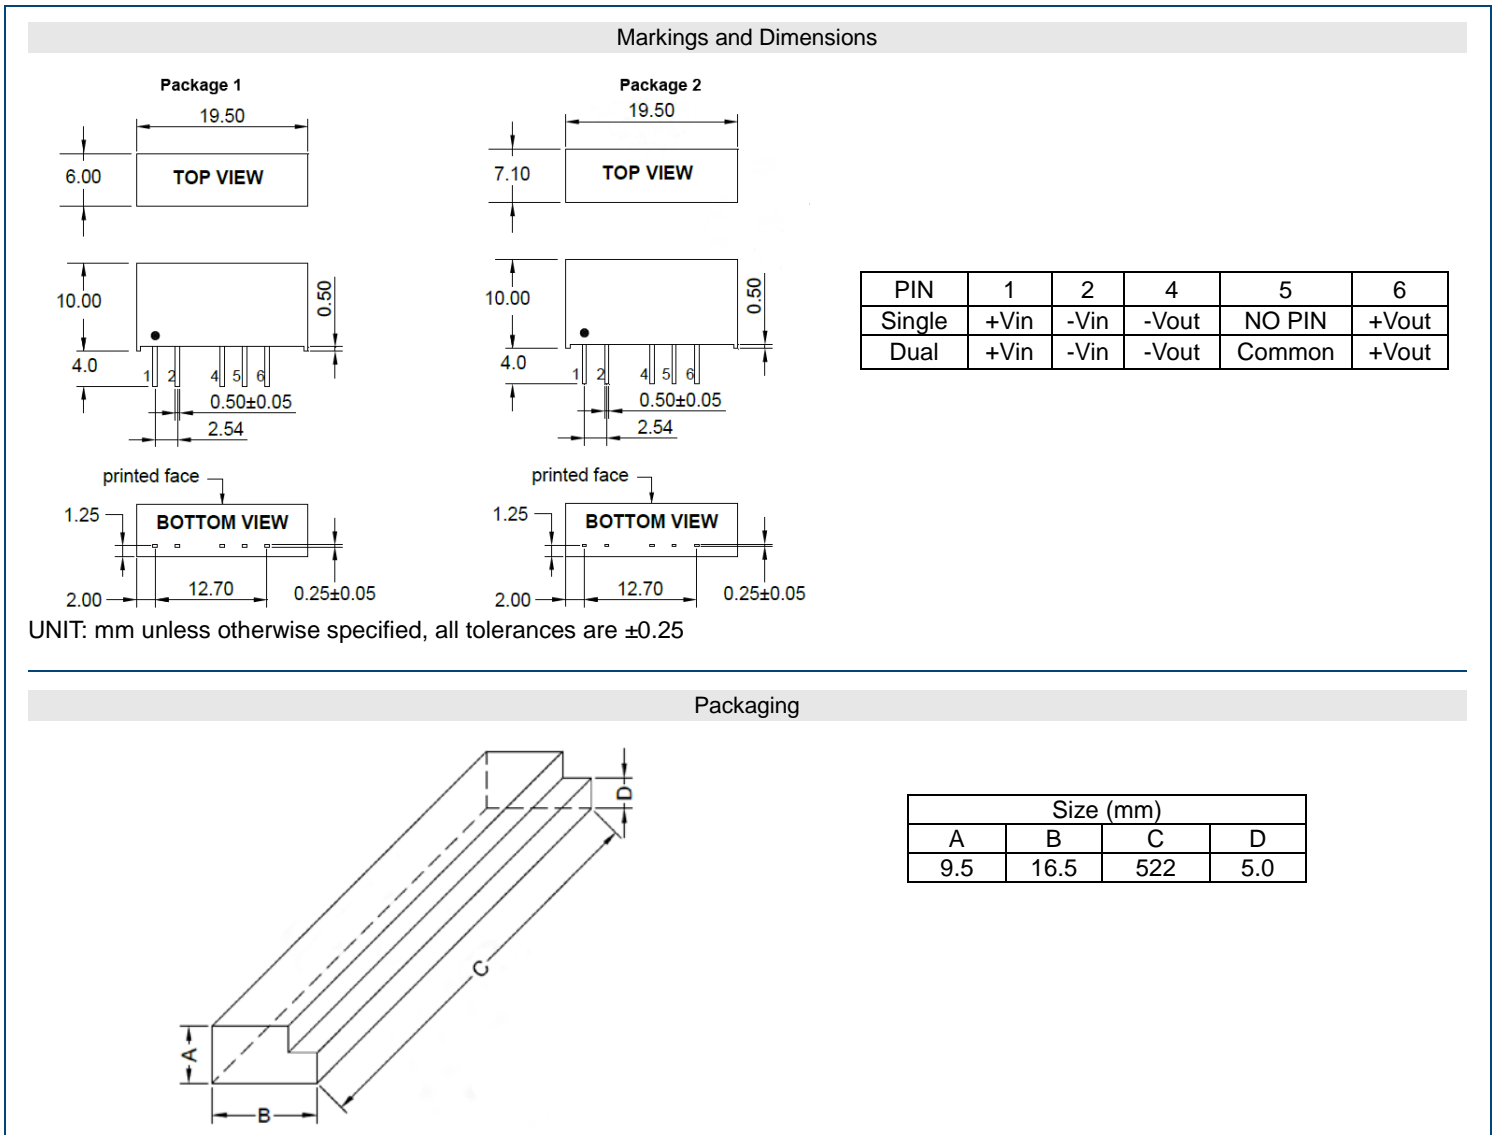 Markings and Dimensions
Package 1
19.50
6.00
TOP VIEW
10.00
0.50
4.0
1 2 4 5 6
0.50±0.05
2.54
printed face
1.25
BOTTOM VIEW
2.00
12.70
0.25±0.05
Package 2
19.50
7.10
TOP VIEW
10.00
0.50
4.0
1 2 4 5 6
0.50±0.05
2.54
printed face
1.25
BOTTOM VIEW
2.00
12.70
0.25±0.05
PIN 1 2 4 5 6
Single +Vin -Vin -Vout NO PIN +Vout
Dual +Vin -Vin -Vout Common +Vout
UNIT: mm unless otherwise specified, all tolerances are ±0.25
Packaging
D
C
A
B
Size (mm)
A B C D
9.5 16.5 522 5.0